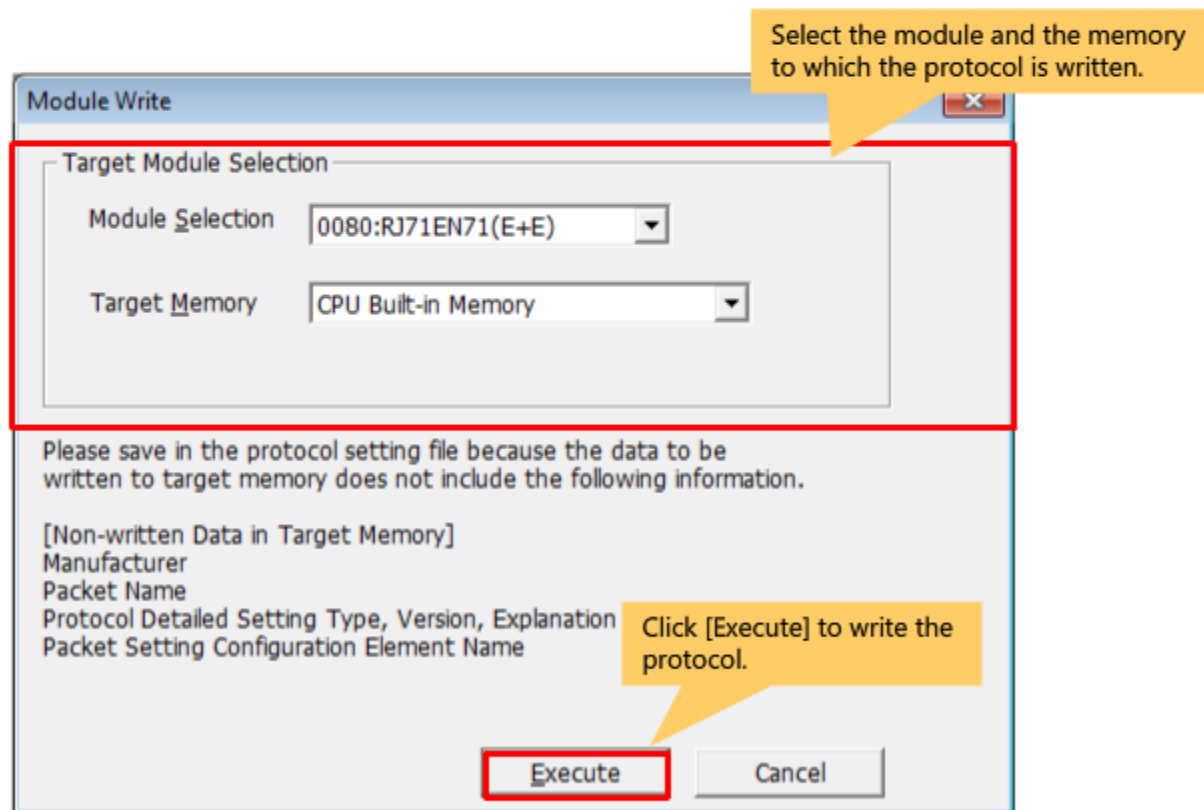 Select the module and the memory
to which the protocol is written.
Module Write
Target Module Selection
Module Selection
0080:RJ71EN71(E+E)
Target Memory
CPU Built-in Memory
Please save in the protocol setting file because the data to be
written to target memory does not include the following information.
[Non-written Data in Target Memory]
Manufacturer
Packet Name
Protocol Detailed Setting Type, Version, Explanation
Packet Setting Configuration Element Name
Click [Execute] to write the
protocol.
Execute
Cancel